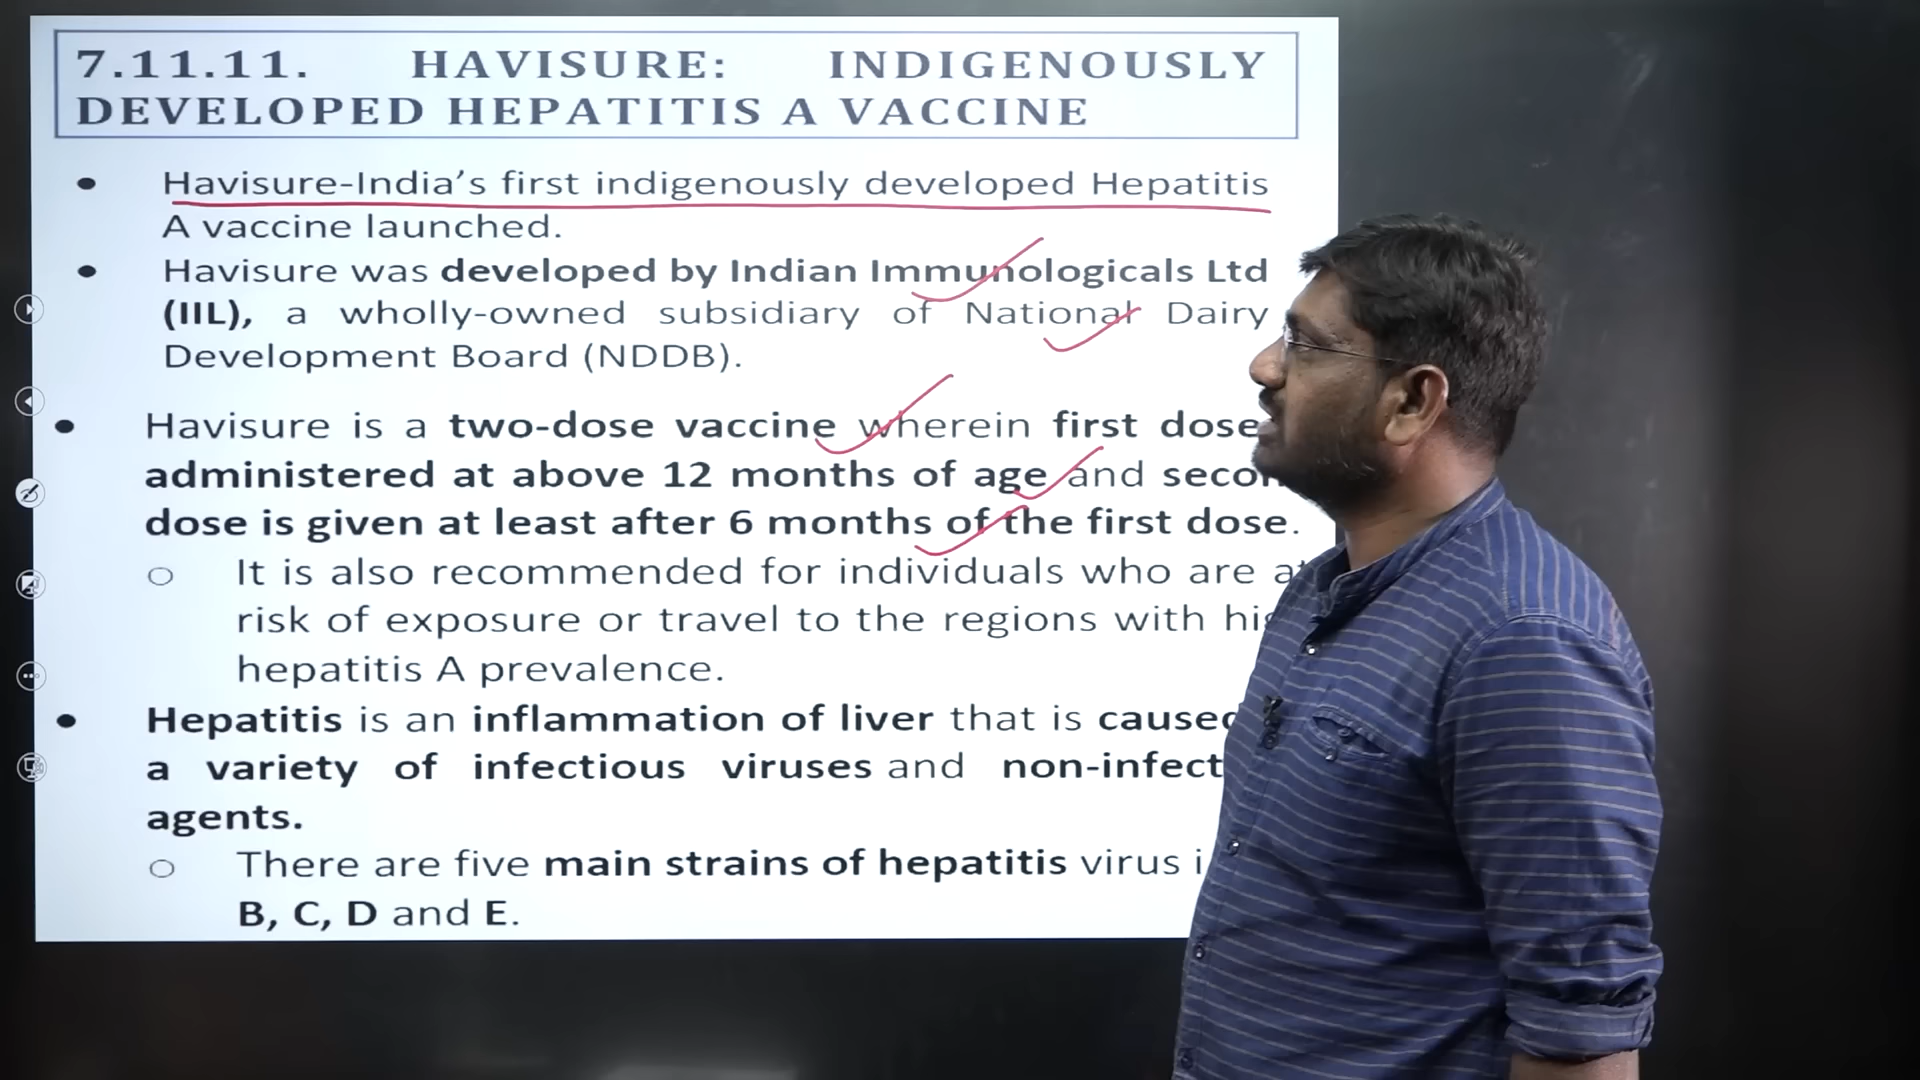 7.11.11. HAVISURE: INDIGENOUSLY
DEVELOPED HEPATITIS A VACCINE
• Havisure-India's first indigenously developed Hepatitis
A vaccine launched.
• Havisure was developed by Indian Immunologicals Ltd
(IIL), a wholly-owned subsidiary of National Dairy
Development Board (NDDB).
• Havisure is a two-dose vaccine wherein first dose
administered at above 12 months of age and
dose is given at least after 6 months of the first dose.
○ It is also recommended for individuals who are at
risk of exposure or travel to the regions with
hepatitis A prevalence.
• Hepatitis is an inflammation of liver that is caused
a variety of infectious viruses and
agents.
○ There are five main strains of hepatitis virus
B, C, D and E.